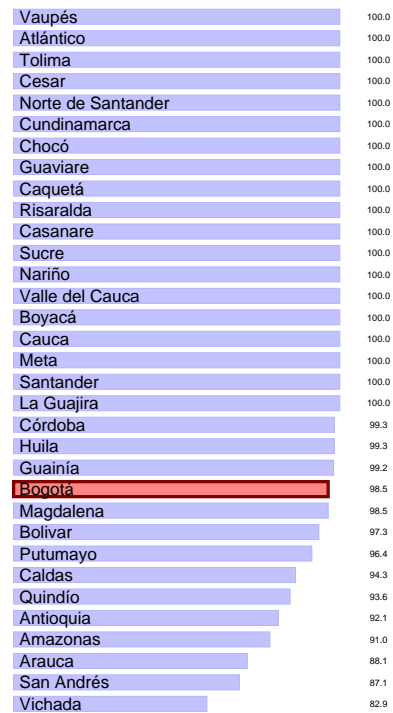 Vaupés 100.0
Atlántico 100.0
Tolima 100.0
Cesar 100.0
Norte de Santander 100.0
Cundinamarca 100.0
Chocó 100.0
Guaviare 100.0
Caquetá 100.0
Risaralda 100.0
Casanare 100.0
Sucre 100.0
Nariño 100.0
Valle del Cauca 100.0
Boyacá 100.0
Cauca 100.0
Meta 100.0
Santander 100.0
La Guajira 100.0
Córdoba 99.3
Huila 99.3
Guainía 99.2
Bogotá 98.5
Magdalena 98.5
Bolivar 97.3
Putumayo 96.4
Caldas 94.3
Quindío 93.6
Antioquia 92.1
Amazonas 91.0
Arauca 88.1
San Andrés 87.1
Vichada 82.9